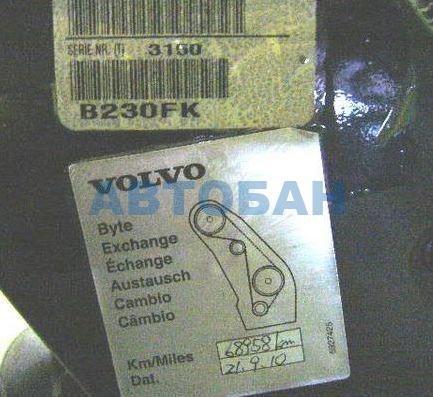 SERIE NR. (T) 3150
B230FK
VOLVO
АВТОБАН
Byte
Exchange
Échange
Austausch
Cambio
Câmbio
Km/Miles 68958 km
Dat. 21.9.10